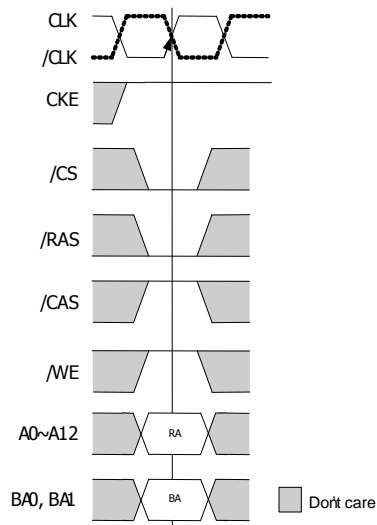 CLK
/CLK
CKE
/CS
/RAS
/CAS
/WE
A0~A12
RA
BA0, BA1
BA
Don't care